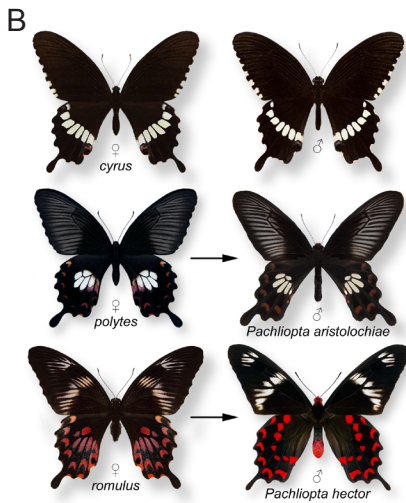 B
♀ ♂
cyrus
♀ ♂
polytes Pachliopta aristolochiae
♀ ♂
romulus Pachliopta hector